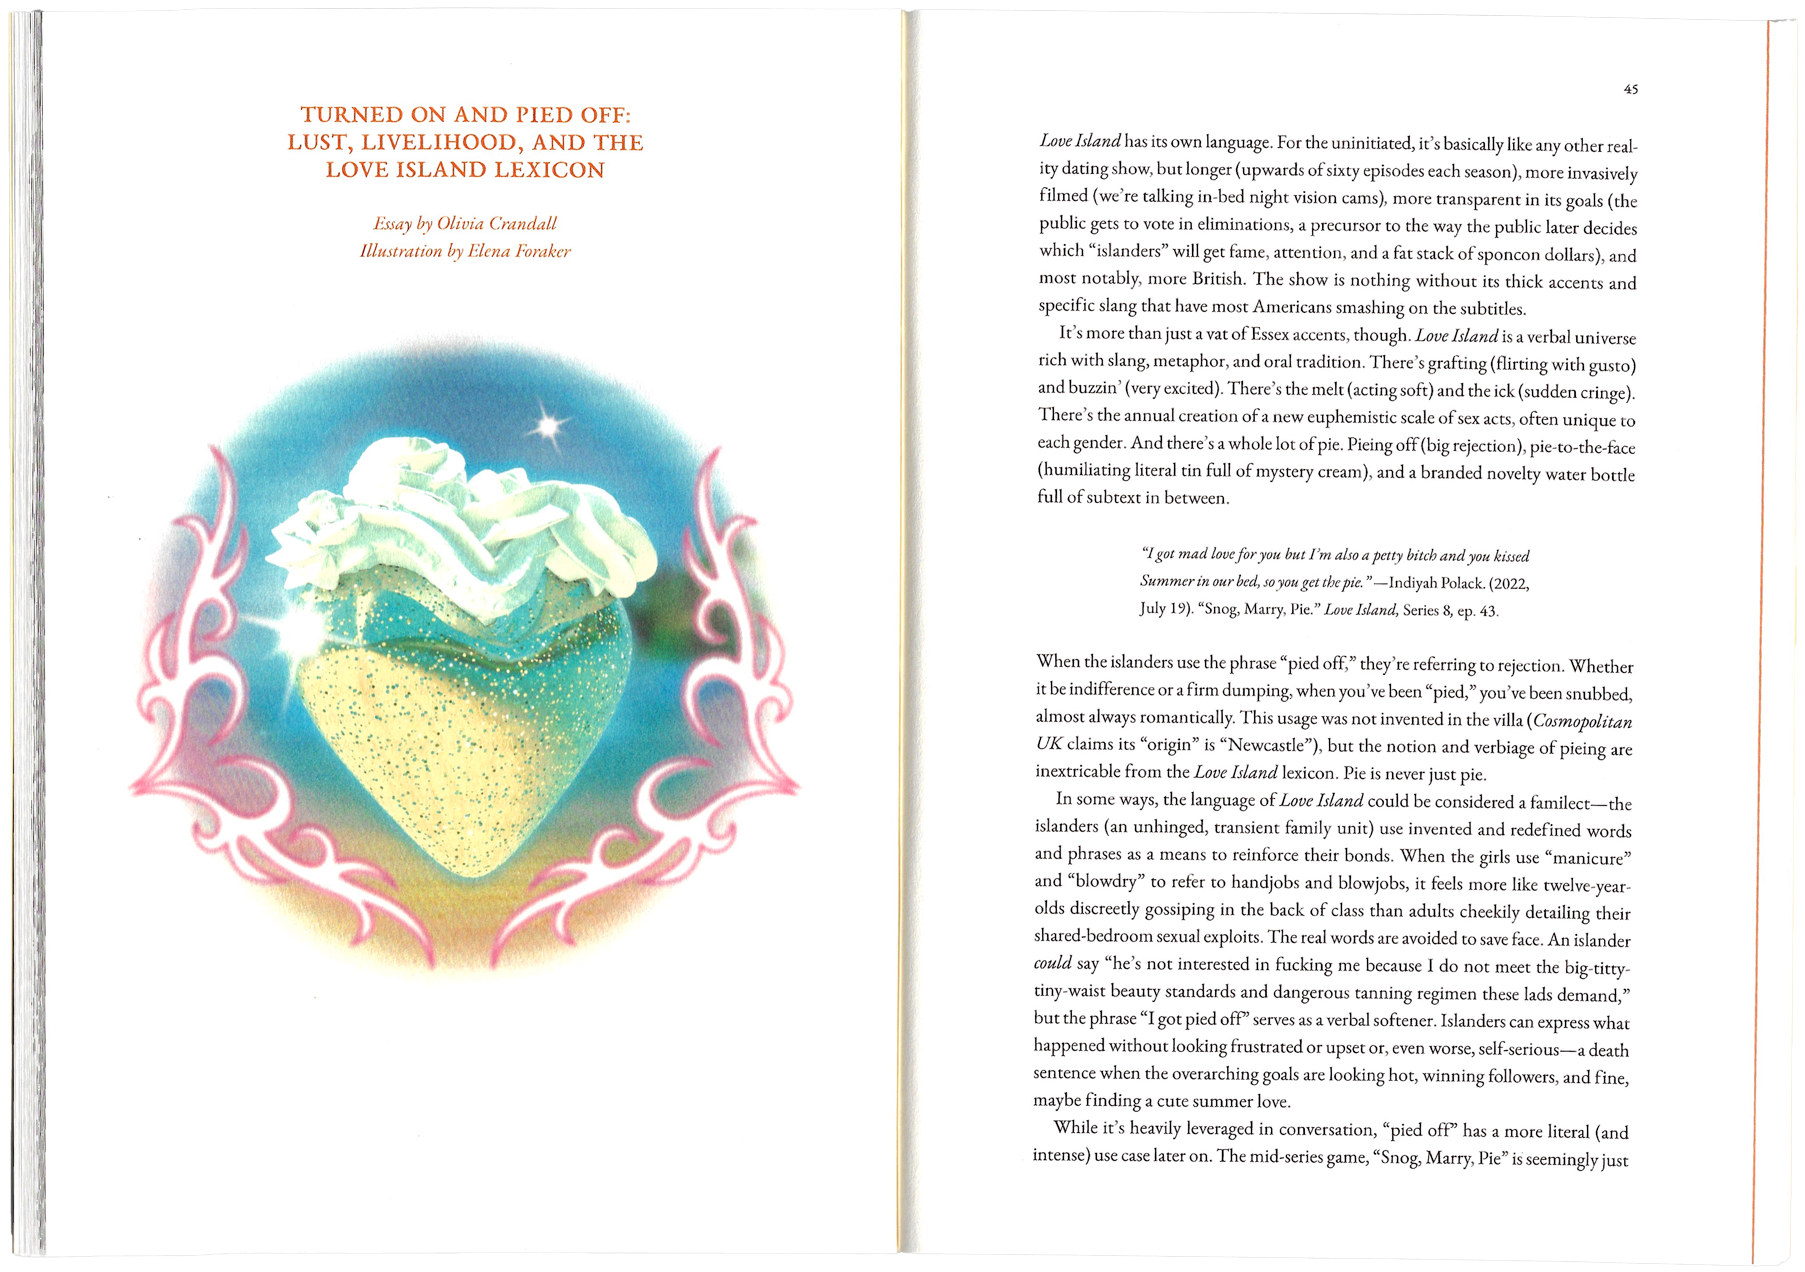 TURNED ON AND PIED OFF:
LUST, LIVELIHOOD, AND THE
LOVE ISLAND LEXICON
Essay by Olivia Crandall
Illustration by Elena Foraker
45
Love Island has its own language. For the uninitiated, it’s basically like any other real-
ity dating show, but longer (upwards of sixty episodes each season), more invasively
filmed (we’re talking in-bed night vision cams), more transparent in its goals (the
public gets to vote in eliminations, a precursor to the way the public later decides
which “islanders” will get fame, attention, and a fat stack of sponcon dollars), and
most notably, more British. The show is nothing without its thick accents and
specific slang that have most Americans smashing on the subtitles.
It’s more than just a vat of Essex accents, though. Love Island is a verbal universe
rich with slang, metaphor, and oral tradition. There’s grafting (flirting with gusto)
and buzzin’ (very excited). There’s the melt (acting soft) and the ick (sudden cringe).
There’s the annual creation of a new euphemistic scale of sex acts, often unique to
each gender. And there’s a whole lot of pie. Pieing off (big rejection), pie-to-the-face
(humiliating literal tin full of mystery cream), and a branded novelty water bottle
full of subtext in between.
“I got mad love for you but I’m also a petty bitch and you kissed
Summer in our bed, so you get the pie.”—Indiyah Polack. (2022,
July 19). “Snog, Marry, Pie.” Love Island, Series 8, ep. 43.
When the islanders use the phrase “pied off,” they’re referring to rejection. Whether
it be indifference or a firm dumping, when you’ve been “pied,” you’ve been snubbed,
almost always romantically. This usage was not invented in the villa (Cosmopolitan
UK claims its “origin” is “Newcastle”), but the notion and verbiage of pieing are
inextricable from the Love Island lexicon. Pie is never just pie.
In some ways, the language of Love Island could be considered a familect—the
islanders (an unhinged, transient family unit) use invented and redefined words
and phrases as a means to reinforce their bonds. When the girls use “manicure”
and “blowdry” to refer to handjobs and blowjobs, it feels more like twelve-year-
olds discreetly gossiping in the back of class than adults cheekily detailing their
shared-bedroom sexual exploits. The real words are avoided to save face. An islander
could say “he’s not interested in fucking me because I do not meet the big-titty-
tiny-waist beauty standards and dangerous tanning regimen these lads demand,”
but the phrase “I got pied off” serves as a verbal softener. Islanders can express what
happened without looking frustrated or upset or, even worse, self-serious—a death
sentence when the overarching goals are looking hot, winning followers, and fine,
maybe finding a cute summer love.
While it’s heavily leveraged in conversation, “pied off” has a more literal (and
intense) use case later on. The mid-series game, “Snog, Marry, Pie” is seemingly just